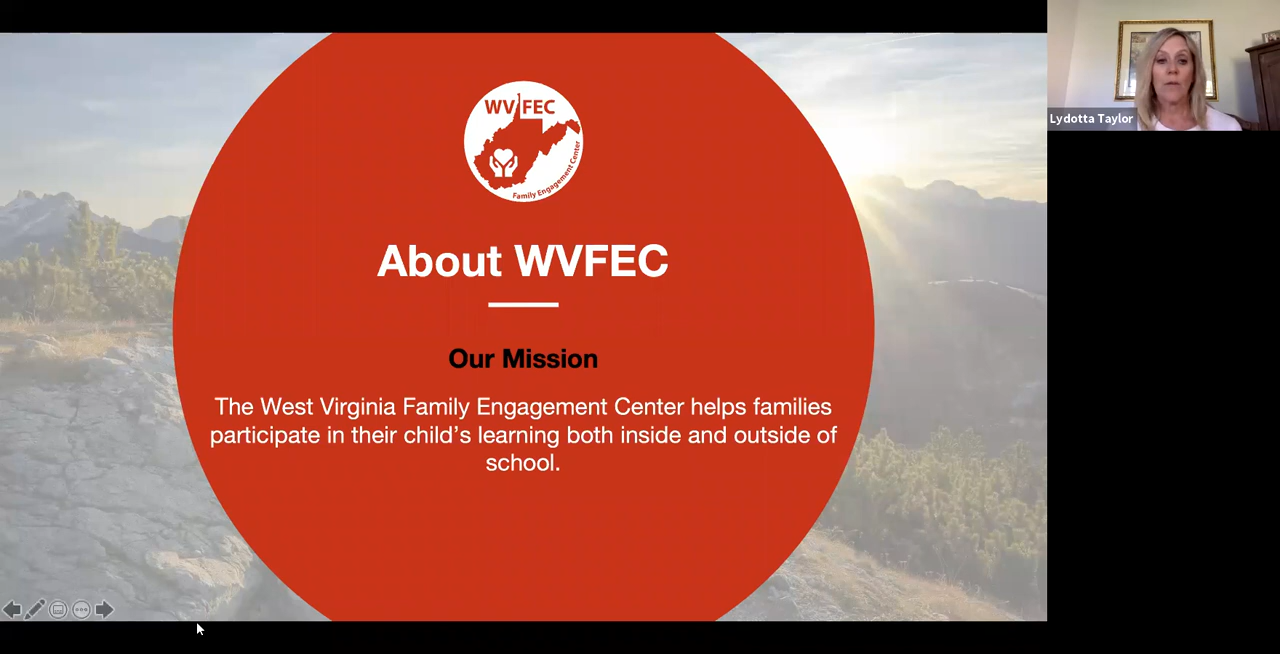 WV FEC
Family Engagement Center
About WVFEC
Our Mission
The West Virginia Family Engagement Center helps families
participate in their child’s learning both inside and outside of
school.
Lydotta Taylor